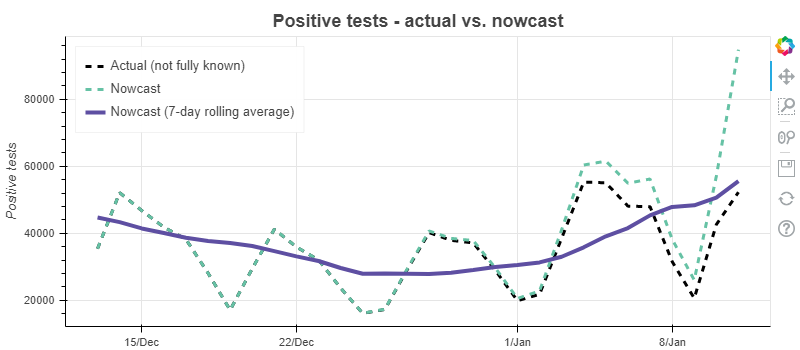 Positive tests - actual vs. nowcast
Actual (not fully known)
Nowcast
Nowcast (7-day rolling average)
Positive tests
80000
60000
40000
20000
15/Dec
22/Dec
1/Jan
8/Jan